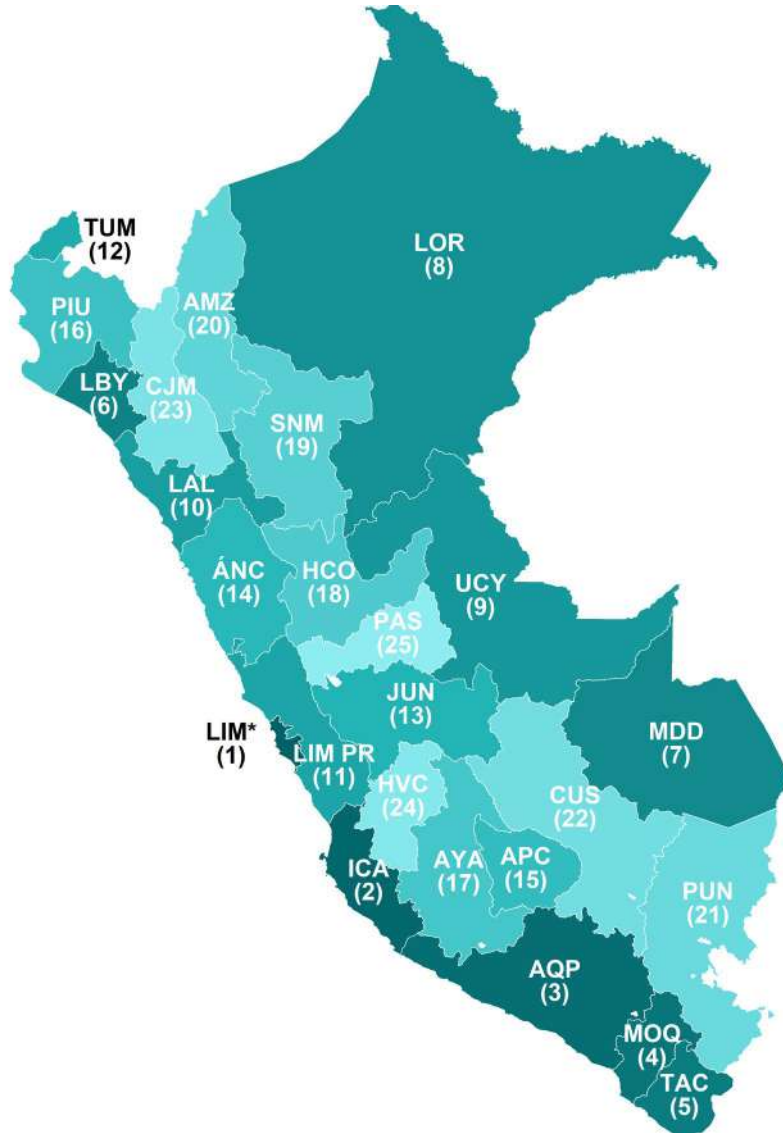 TUM
(12)
LOR
(8)
PIU
(16)
AMZ
(20)
LBY
(6)
CJM
(23)
SNM
(19)
LAL
(10)
ÁNC
(14)
HCO
(18)
UCY
(9)
PAS
(25)
JUN
(13)
LIM*
(1)
LIM PR
(11)
MDD
(7)
HVC
(24)
CUS
(22)
ICA
(2)
AYA
(17)
APC
(15)
PUN
(21)
AQP
(3)
MOQ
(4)
TAC
(5)